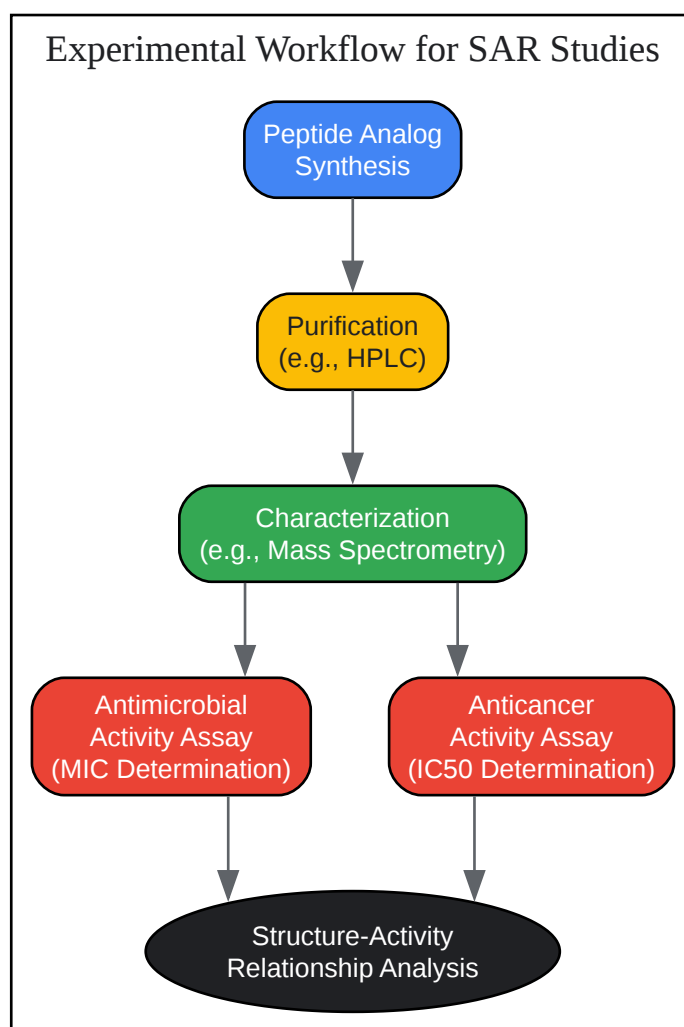 Experimental Workflow for SAR Studies
Peptide Analog
Synthesis
Purification
(e.g., HPLC)
Characterization
(e.g., Mass Spectrometry)
Antimicrobial
Activity Assay
(MIC Determination)
Anticancer
Activity Assay
(IC50 Determination)
Structure-Activity
Relationship Analysis